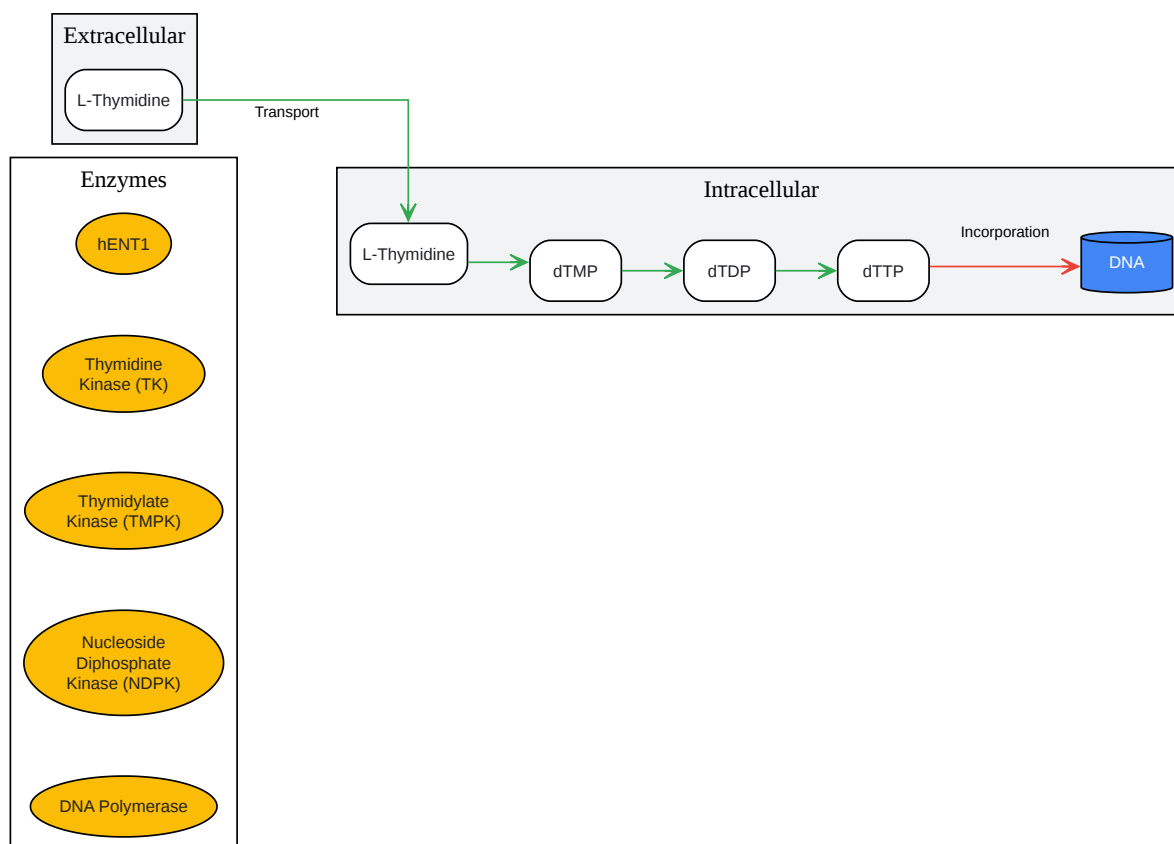 Extracellular
L-Thymidine
Transport
Enzymes
hENT1
Thymidine
Kinase (TK)
Thymidylate
Kinase (TMPK)
Nucleoside
Diphosphate
Kinase (NDPK)
DNA Polymerase
Intracellular
L-Thymidine
dTMP
dTDP
dTTP
Incorporation
DNA